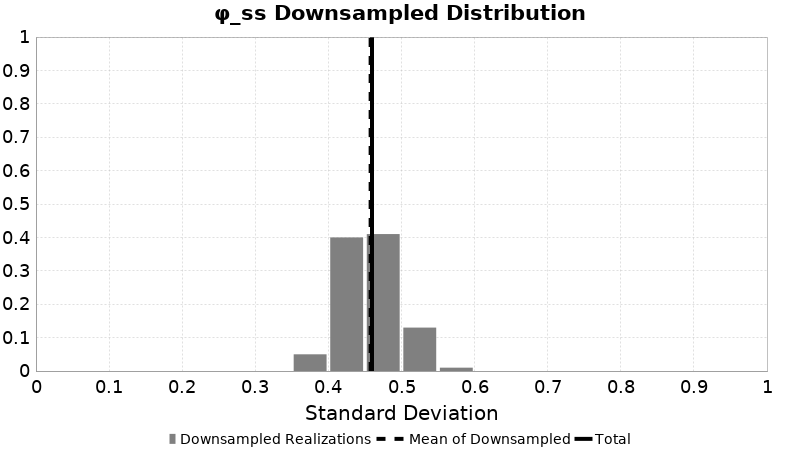 φ_ss Downsampled Distribution
1
0.9
0.8
0.7
0.6
0.5
0.4
0.3
0.2
0.1
0
0 0.1 0.2 0.3 0.4 0.5 0.6 0.7 0.8 0.9 1
Standard Deviation
Downsampled Realizations Mean of Downsampled Total